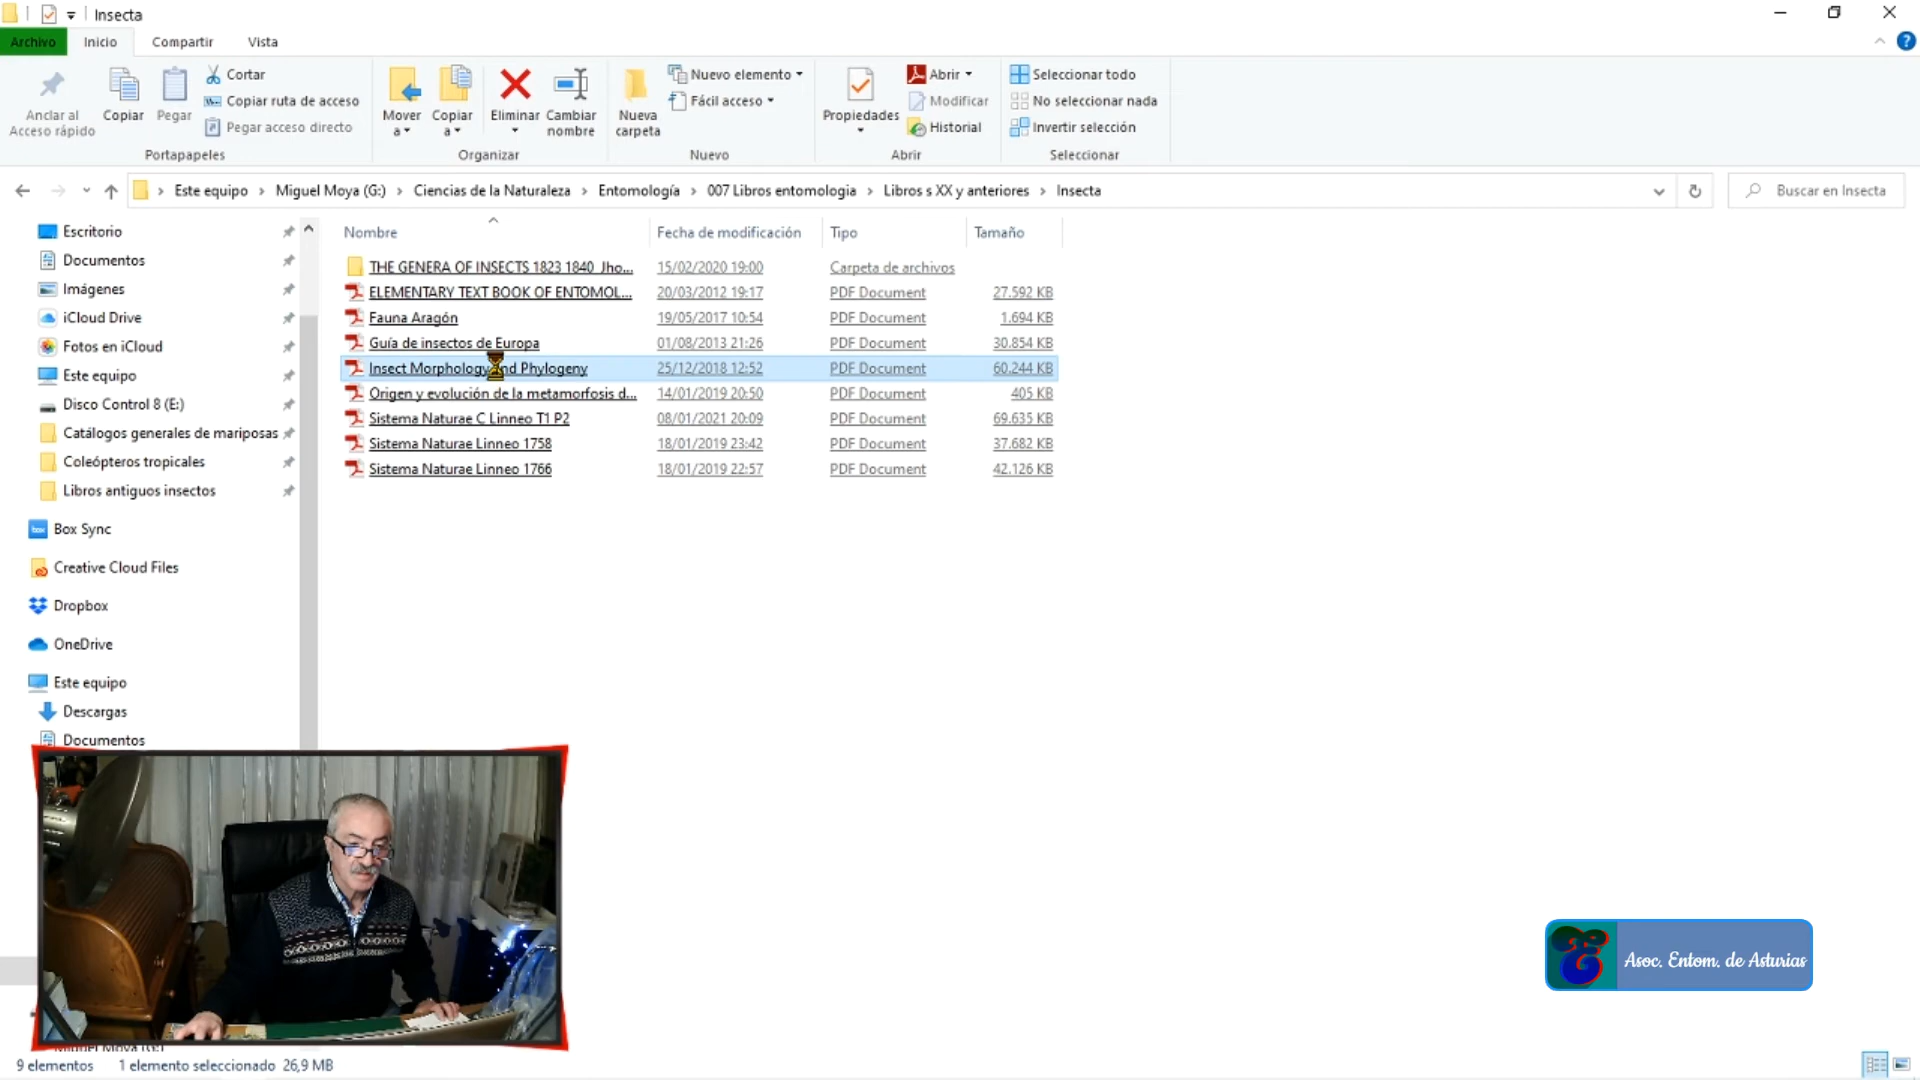 Insecta
Archivo
Inicio
Compartir
Vista
Anclar al
Acceso rápido
Copiar
Pegar
Cortar
Copiar ruta de acceso
Pegar acceso directo
Portapapeles
Mover
a
Copiar
a
Eliminar
Cambiar
nombre
Organizar
Nueva
carpeta
Nuevo elemento
Fácil acceso
Nuevo
Propiedades
Abrir
Modificar
Historial
Abrir
Seleccionar todo
No seleccionar nada
Invertir selección
Seleccionar
Este equipo > Miguel Moya (G:) > Ciencias de la Naturaleza > Entomología > 007 Libros entomologia > Libros s XX y anteriores > Insecta
Buscar en Insecta
Escritorio
Documentos
Imágenes
iCloud Drive
Fotos en iCloud
Este equipo
Disco Control 8 (E:)
Catálogos generales de mariposas
Coleópteros tropicales
Libros antiguos insectos
Box Sync
Creative Cloud Files
Dropbox
OneDrive
Este equipo
Descargas
Documentos
Nombre Fecha de modificación Tipo Tamaño
THE GENERA OF INSECTS 1823 1840 Jho... 15/02/2020 19:00 Carpeta de archivos
ELEMENTARY TEXT BOOK OF ENTOMOL... 20/03/2012 19:17 PDF Document 27.592 KB
Fauna Aragón 19/05/2017 10:54 PDF Document 1.694 KB
Guía de insectos de Europa 01/08/2013 21:26 PDF Document 30.854 KB
Insect Morphology and Phylogeny 25/12/2018 12:52 PDF Document 60.244 KB
Origen y evolución de la metamorfosis d... 14/01/2019 20:50 PDF Document 405 KB
Sistema Naturae C Linneo T1 P2 08/01/2021 20:09 PDF Document 69.635 KB
Sistema Naturae Linneo 1758 18/01/2019 23:42 PDF Document 37.682 KB
Sistema Naturae Linneo 1766 18/01/2019 22:57 PDF Document 42.126 KB
Asoc. Entom. de Asturias
Miguel Moya (G:)
9 elementos 1 elemento seleccionado 26,9 MB